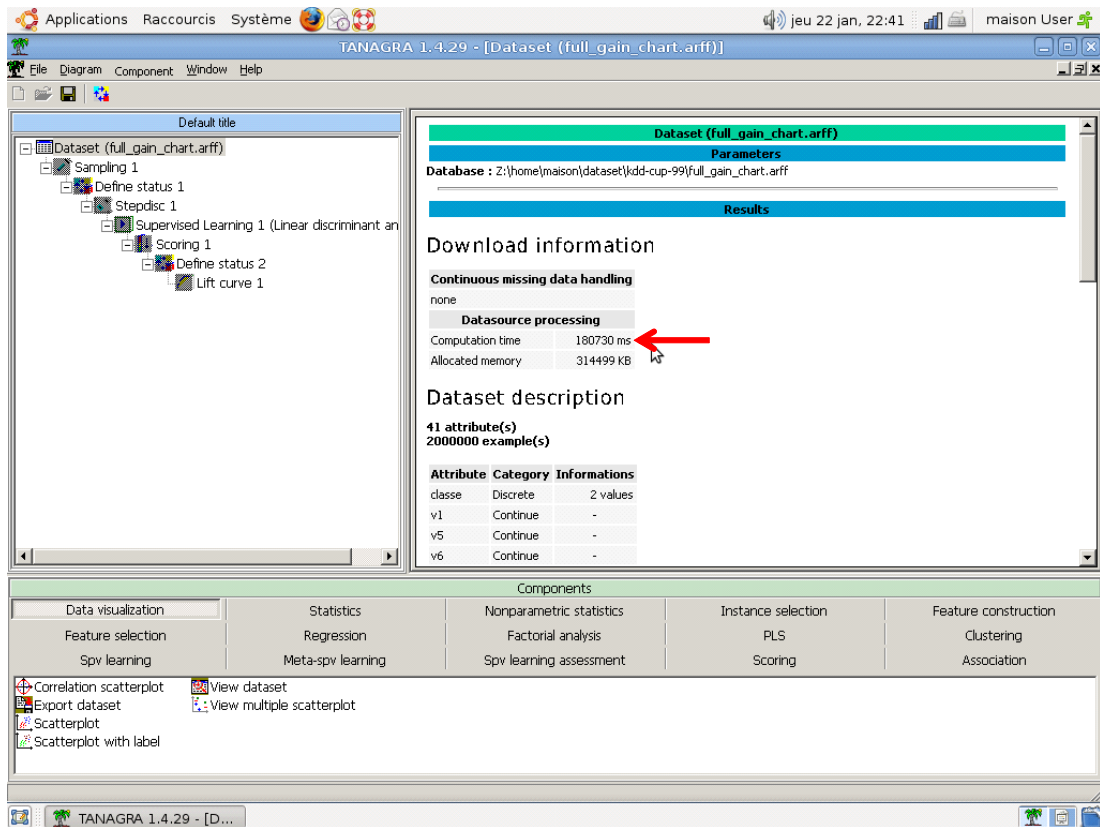 Applications Raccourcis Système jeu 22 jan, 22:41 maison User
TANAGRA 1.4.29 - [Dataset (full_gain_chart.arff)]
File Diagram Component Window Help
Default title
Dataset (full_gain_chart.arff)
Sampling 1
Define status 1
Stepdisc 1
Supervised Learning 1 (Linear discriminant an
Scoring 1
Define status 2
Lift curve 1
Dataset (full_gain_chart.arff)
Parameters
Database : Z:\home\maison\dataset\kdd-cup-99\full_gain_chart.arff
Results
Download information
Continuous missing data handling
none
Datasource processing
Computation time 180730 ms
Allocated memory 314499 KB
Dataset description
41 attribute(s)
2000000 example(s)
Attribute Category Informations
classe Discrete 2 values
v1 Continue -
v5 Continue -
v6 Continue -
Components
Data visualization Statistics Nonparametric statistics Instance selection Feature construction
Feature selection Regression Factorial analysis PLS Clustering
Spv learning Meta-spv learning Spv learning assessment Scoring Association
Correlation scatterplot View dataset
Export dataset View multiple scatterplot
Scatterplot
Scatterplot with label
TANAGRA 1.4.29 - [D...